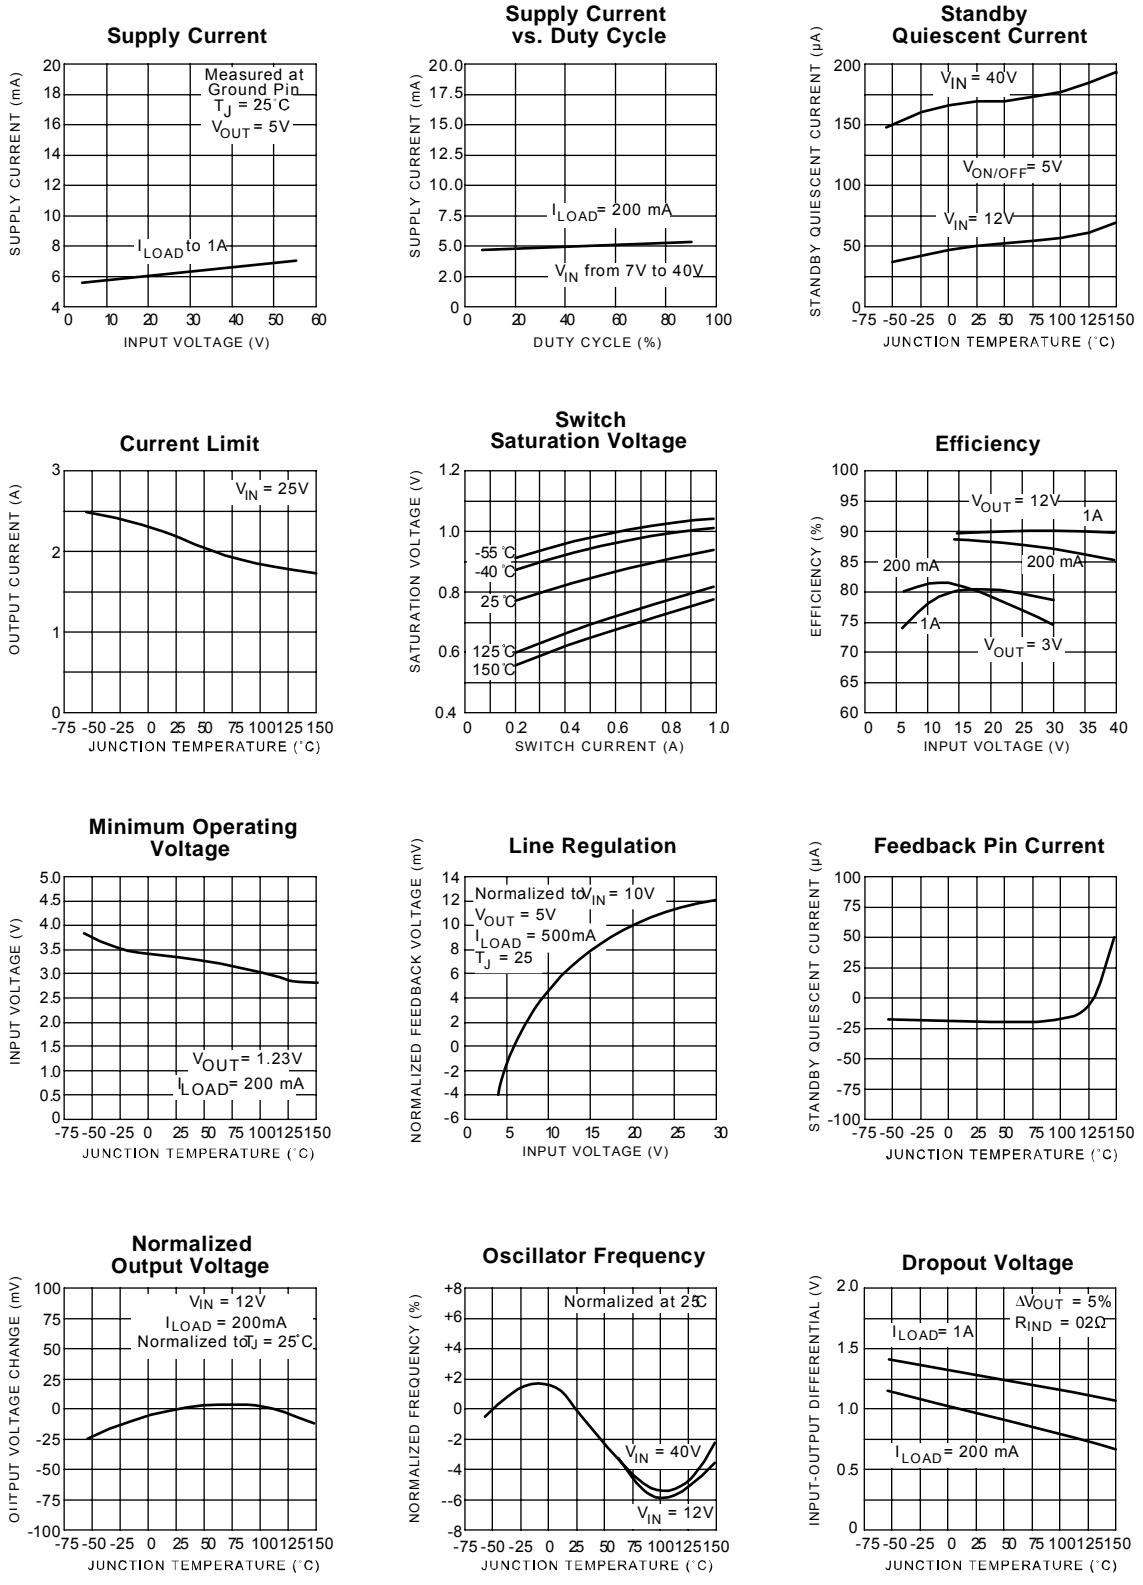 Supply Current
SUPPLY CURRENT (mA)
20
18
16
14
12
10
8
6
4
Measured at
Ground Pin
TJ = 25°C
VOUT = 5V
ILOAD to 1A
0 10 20 30 40 50 60
INPUT VOLTAGE (V)
Supply Current
vs. Duty Cycle
SUPPLY CURRENT (mA)
20.0
17.5
15.0
12.5
10.0
7.5
5.0
2.0
0
ILOAD = 200 mA
VIN from 7V to 40V
0 20 40 60 80 100
DUTY CYCLE (%)
Standby
Quiescent Current
STANDBY QUIESCENT CURRENT (µA)
200
150
100
50
0
VIN = 40V
VON/OFF = 5V
VIN = 12V
-75 -50 -25 0 25 50 75 100 125 150
JUNCTION TEMPERATURE (°C)
Current Limit
OUTPUT CURRENT (A)
3
2
1
0
VIN = 25V
-75 -50 -25 0 25 50 75 100 125 150
JUNCTION TEMPERATURE (°C)
Switch
Saturation Voltage
SATURATION VOLTAGE (V)
1.2
1.0
0.8
0.6
0.4
-55°C
-40°C
25°C
125°C
150°C
0 0.2 0.4 0.6 0.8 1.0
SWITCH CURRENT (A)
Efficiency
EFFICIENCY (%)
100
95
90
85
80
75
70
65
60
VOUT = 12V
1A
200 mA
200 mA
1A
VOUT = 3V
0 5 10 15 20 25 30 35 40
INPUT VOLTAGE (V)
Minimum Operating
Voltage
INPUT VOLTAGE (V)
5.0
4.5
4.0
3.5
3.0
2.5
2.0
1.5
1.0
0.5
0
VOUT = 1.23V
ILOAD = 200 mA
-75 -50 -25 0 25 50 75 100 125 150
JUNCTION TEMPERATURE (°C)
Line Regulation
NORMALIZED FEEDBACK VOLTAGE (mV)
14
12
10
8
6
4
2
0
-2
-4
-6
Normalized to VIN = 10V
VOUT = 5V
ILOAD = 500mA
TJ = 25
0 5 10 15 20 25 30
INPUT VOLTAGE (V)
Feedback Pin Current
STANDBY QUIESCENT CURRENT (µA)
100
75
50
25
0
-25
-50
-75
-100
-75 -50 -25 0 25 50 75 100 125 150
JUNCTION TEMPERATURE (°C)
Normalized
Output Voltage
OUTPUT VOLTAGE CHANGE (mV)
100
75
50
25
0
-25
-50
-75
-100
VIN = 12V
ILOAD = 200mA
Normalized to TJ = 25°C
-75 -50 -25 0 25 50 75 100 125 150
JUNCTION TEMPERATURE (°C)
Oscillator Frequency
NORMALIZED FREQUENCY (%)
+8
+6
+4
+2
0
-2
-4
--6
-8
Normalized at 25°C
VIN = 40V
VIN = 12V
-75 -50 -25 0 25 50 75 100 125 150
JUNCTION TEMPERATURE (°C)
Dropout Voltage
INPUT-OUTPUT DIFFERENTIAL (V)
2.0
1.5
1.0
0.5
0
ΔVOUT = 5%
RIND = 02Ω
ILOAD = 1A
ILOAD = 200 mA
-75 -50 -25 0 25 50 75 100 125 150
JUNCTION TEMPERATURE (°C)